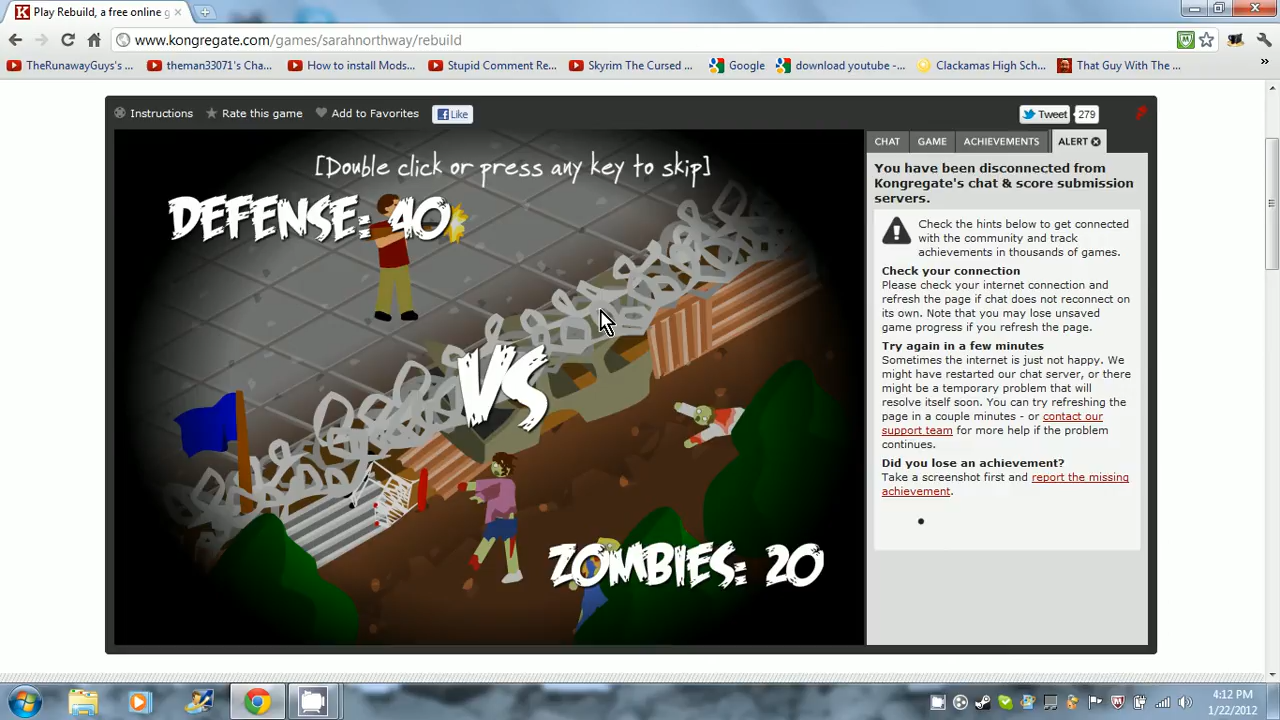 Play Rebuild, a free online g
www.kongregate.com/games/sarahnorthway/rebuild
TheRunawayGuy's ...
theman33071's Cha...
How to install Mods...
Stupid Comment Re...
Skyrim The Cursed ...
Google
download youtube -...
Clackamas High Sch...
That Guy With The ...
»
Instructions
Rate this game
Add to Favorites
Like
Tweet
279
CHAT
GAME
ACHIEVEMENTS
ALERT
[Double click or press any key to skip]
DEFENSE: 40
VS
ZOMBIES: 20
You have been disconnected from
Kongregate's chat & score submission
servers.
Check the hints below to get connected
with the community and track
achievements in thousands of games.
Check your connection
Please check your internet connection and
refresh the page if chat does not reconnect on
its own. Note that you may lose unsaved
game progress if you refresh the page.
Try again in a few minutes
Sometimes the internet is just not happy. We
might have restarted our chat server, or there
might be a temporary problem that will
resolve itself soon. You can try refreshing the
page in a couple minutes - or contact our
support team for more help if the problem
continues.
Did you lose an achievement?
Take a screenshot first and report the missing
achievement.
4:12 PM
1/22/2012